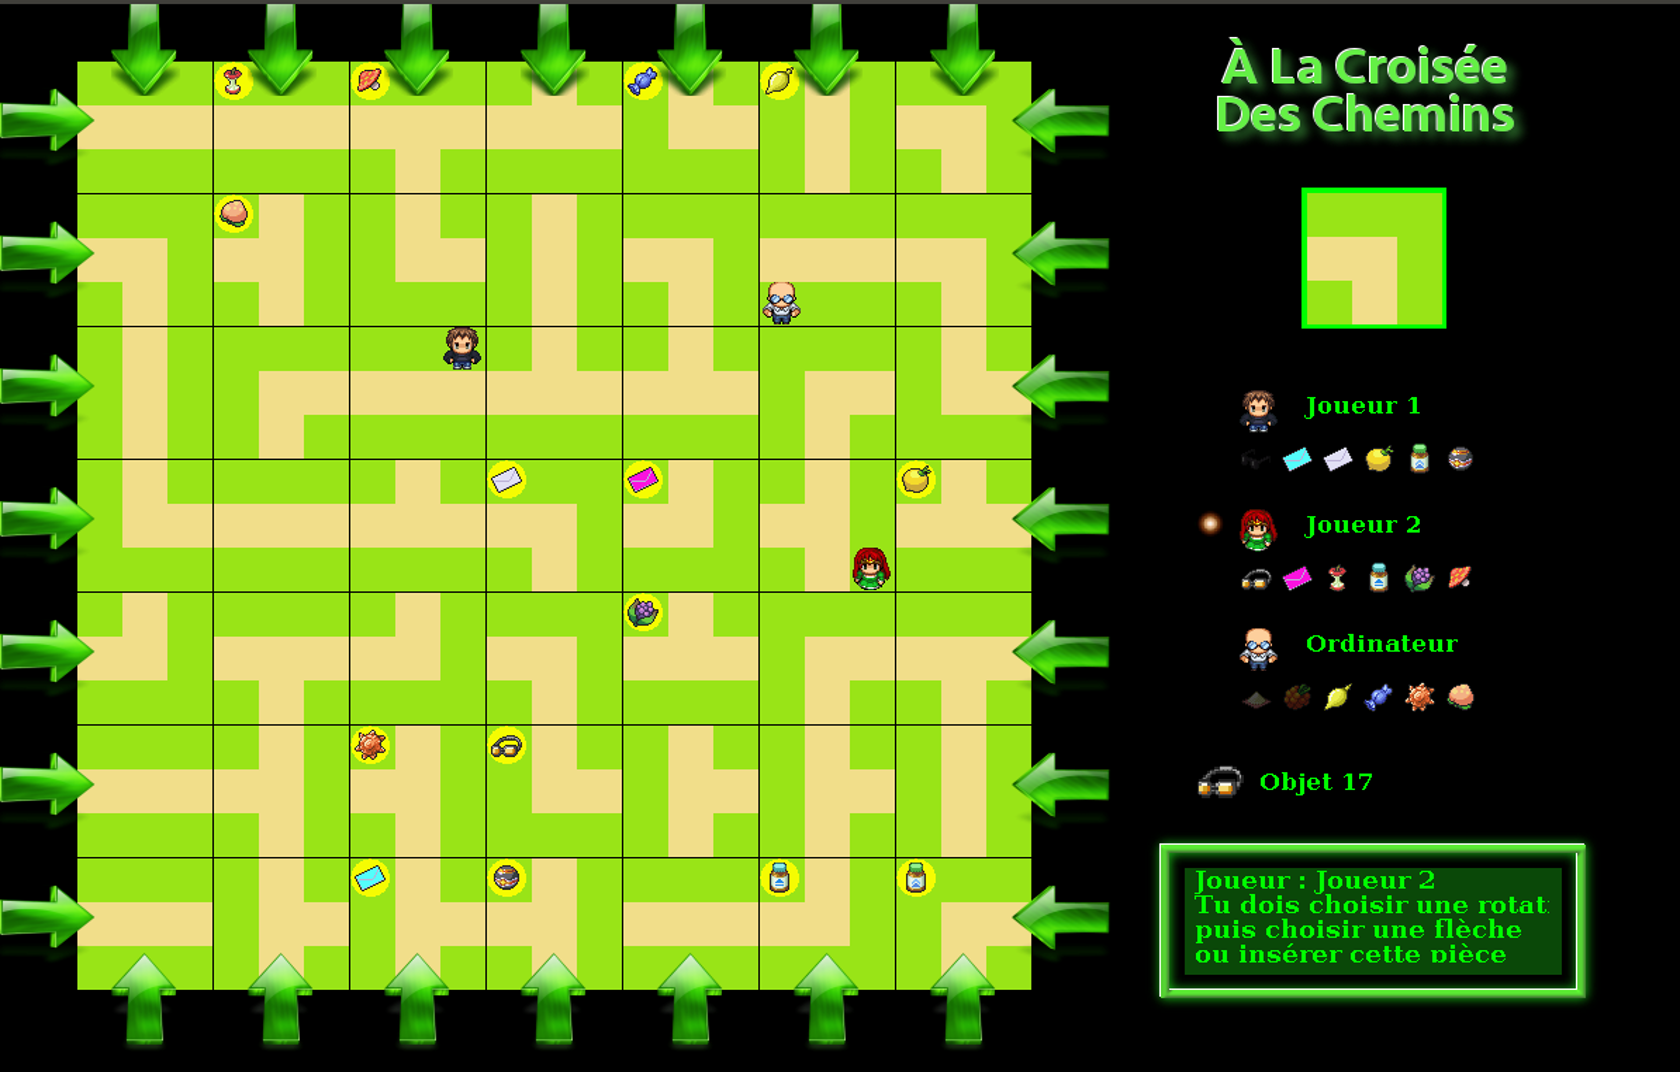 À La Croisée
Des Chemins
Joueur 1
Joueur 2
Ordinateur
Objet 17
Joueur : Joueur 2
Tu dois choisir une rotat
puis choisir une flèche
ou insérer cette pièce